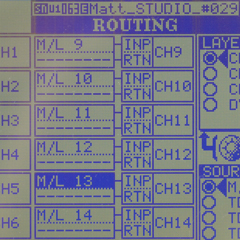 Matt_STUDIO_#029
ROUTING
H1 M/L 9 INP CH9
RTN
H2 M/L 10 INP CH10
RTN
H3 M/L 11 INP CH11
RTN
H4 M/L 12 INP CH12
RTN
H5 M/L 13 INP CH13
RTN
H6 M/L 14 INP CH14
RTN
LAYE
C
C
C
D
SOUR
M
T
T